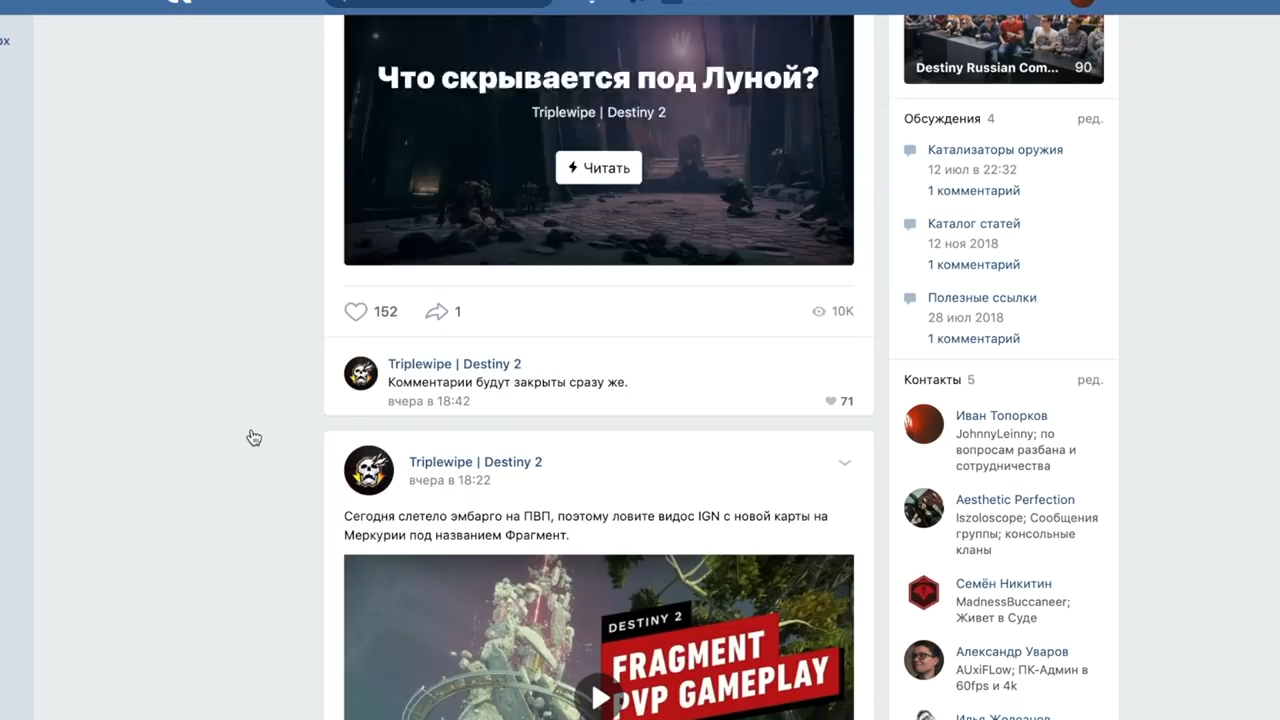 рх
Что скрывается под Луной?
Triplewipe | Destiny 2
Читать
152
1
10K
Triplewipe | Destiny 2
Комментарии будут закрыты сразу же.
вчера в 18:42
71
Triplewipe | Destiny 2
вчера в 18:22
Сегодня слетело эмбарго на ПВП, поэтому ловите видос IGN с новой карты на
Меркурии под названием Фрагмент.
DESTINY 2
FRAGMENT
PVP GAMEPLAY
Destiny Russian Com... 90
Обсуждения 4 ред.
Катализаторы оружия
12 июл в 22:32
1 комментарий
Каталог статей
12 ноя 2018
1 комментарий
Полезные ссылки
28 июл 2018
1 комментарий
Контакты 5 ред.
Иван Топорков
JohnnyLeinny; по
вопросам разбана и
сотрудничества
Aesthetic Perfection
Iszoloscope; Сообщения
группы; консольные
кланы
Семён Никитин
MadnessBuccaneer;
Живет в Суде
Александр Уваров
AUxiFLow; ПК-Админ в
60fps и 4k
Илья Железнов